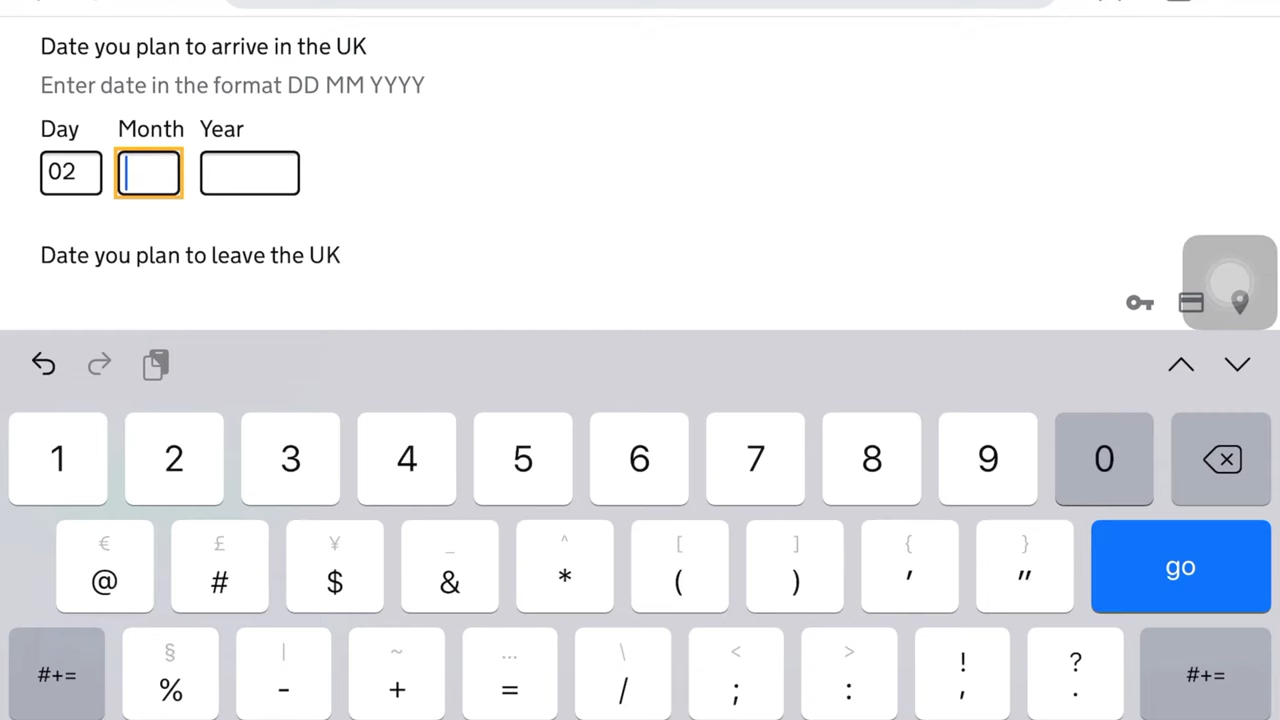 Date you plan to arrive in the UK
Enter date in the format DD MM YYYY
Day Month Year
02
Date you plan to leave the UK
1 2 3 4 5 6 7 8 9 0
€ £ ¥ _ ^ [ ] { }
@ # $ & * ( ) ' " go
§ | ~ … \ < > ! ?
#+= % - + = / ; : , . #+=